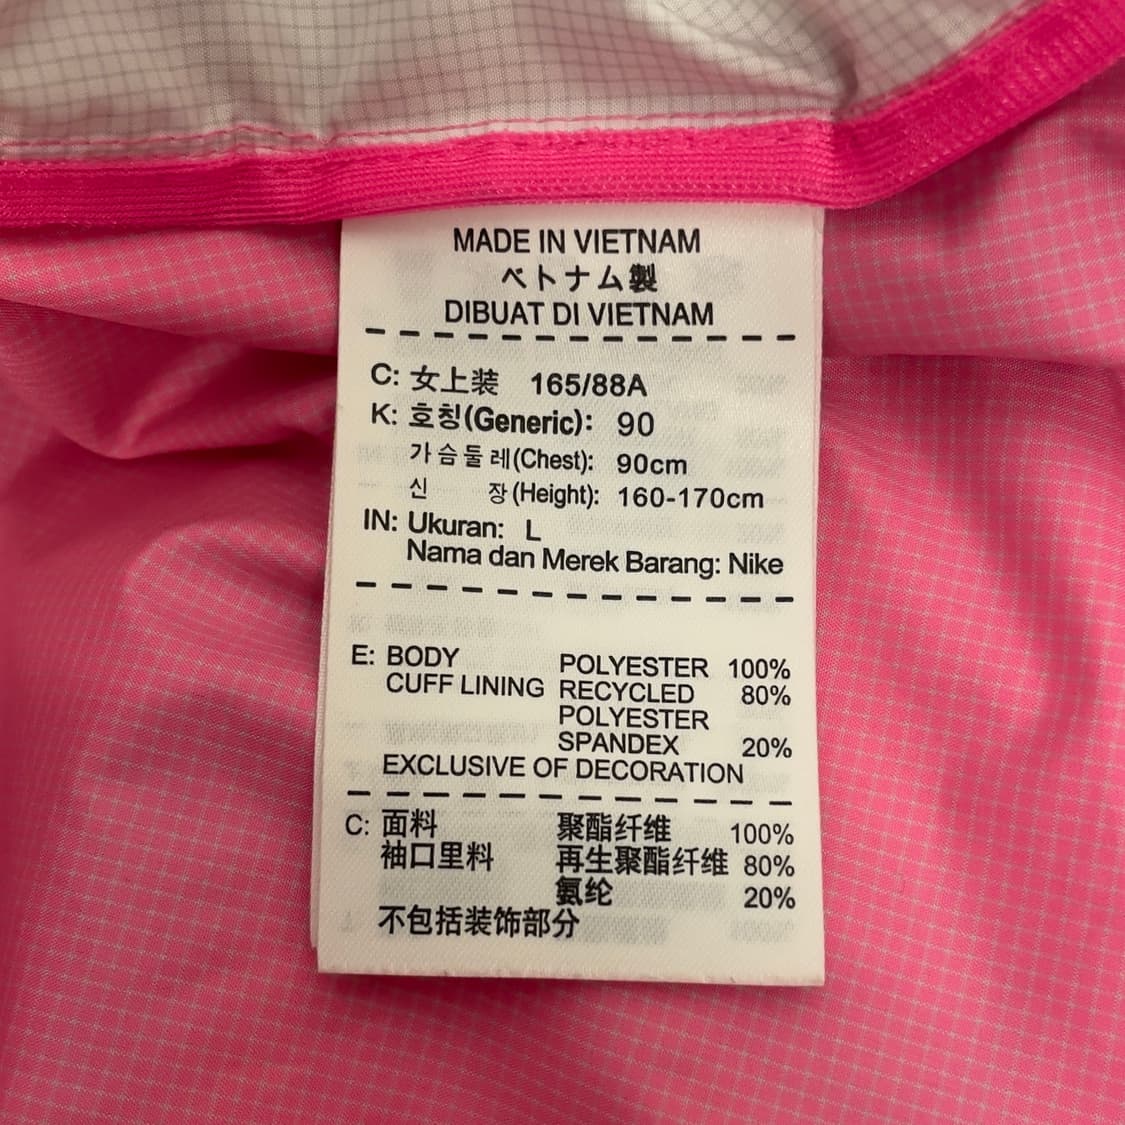 MADE IN VIETNAM
ベトナム製
DIBUAT DI VIETNAM
C: 女上装 165/88A
K: 호칭(Generic): 90
가슴둘레(Chest): 90cm
신 장(Height): 160-170cm
IN: Ukuran: L
Nama dan Merek Barang: Nike
E: BODY POLYESTER 100%
CUFF LINING RECYCLED 80%
POLYESTER
SPANDEX 20%
EXCLUSIVE OF DECORATION
C: 面料 聚酯纤维 100%
袖口里料 再生聚酯纤维 80%
氨纶 20%
不包括装饰部分